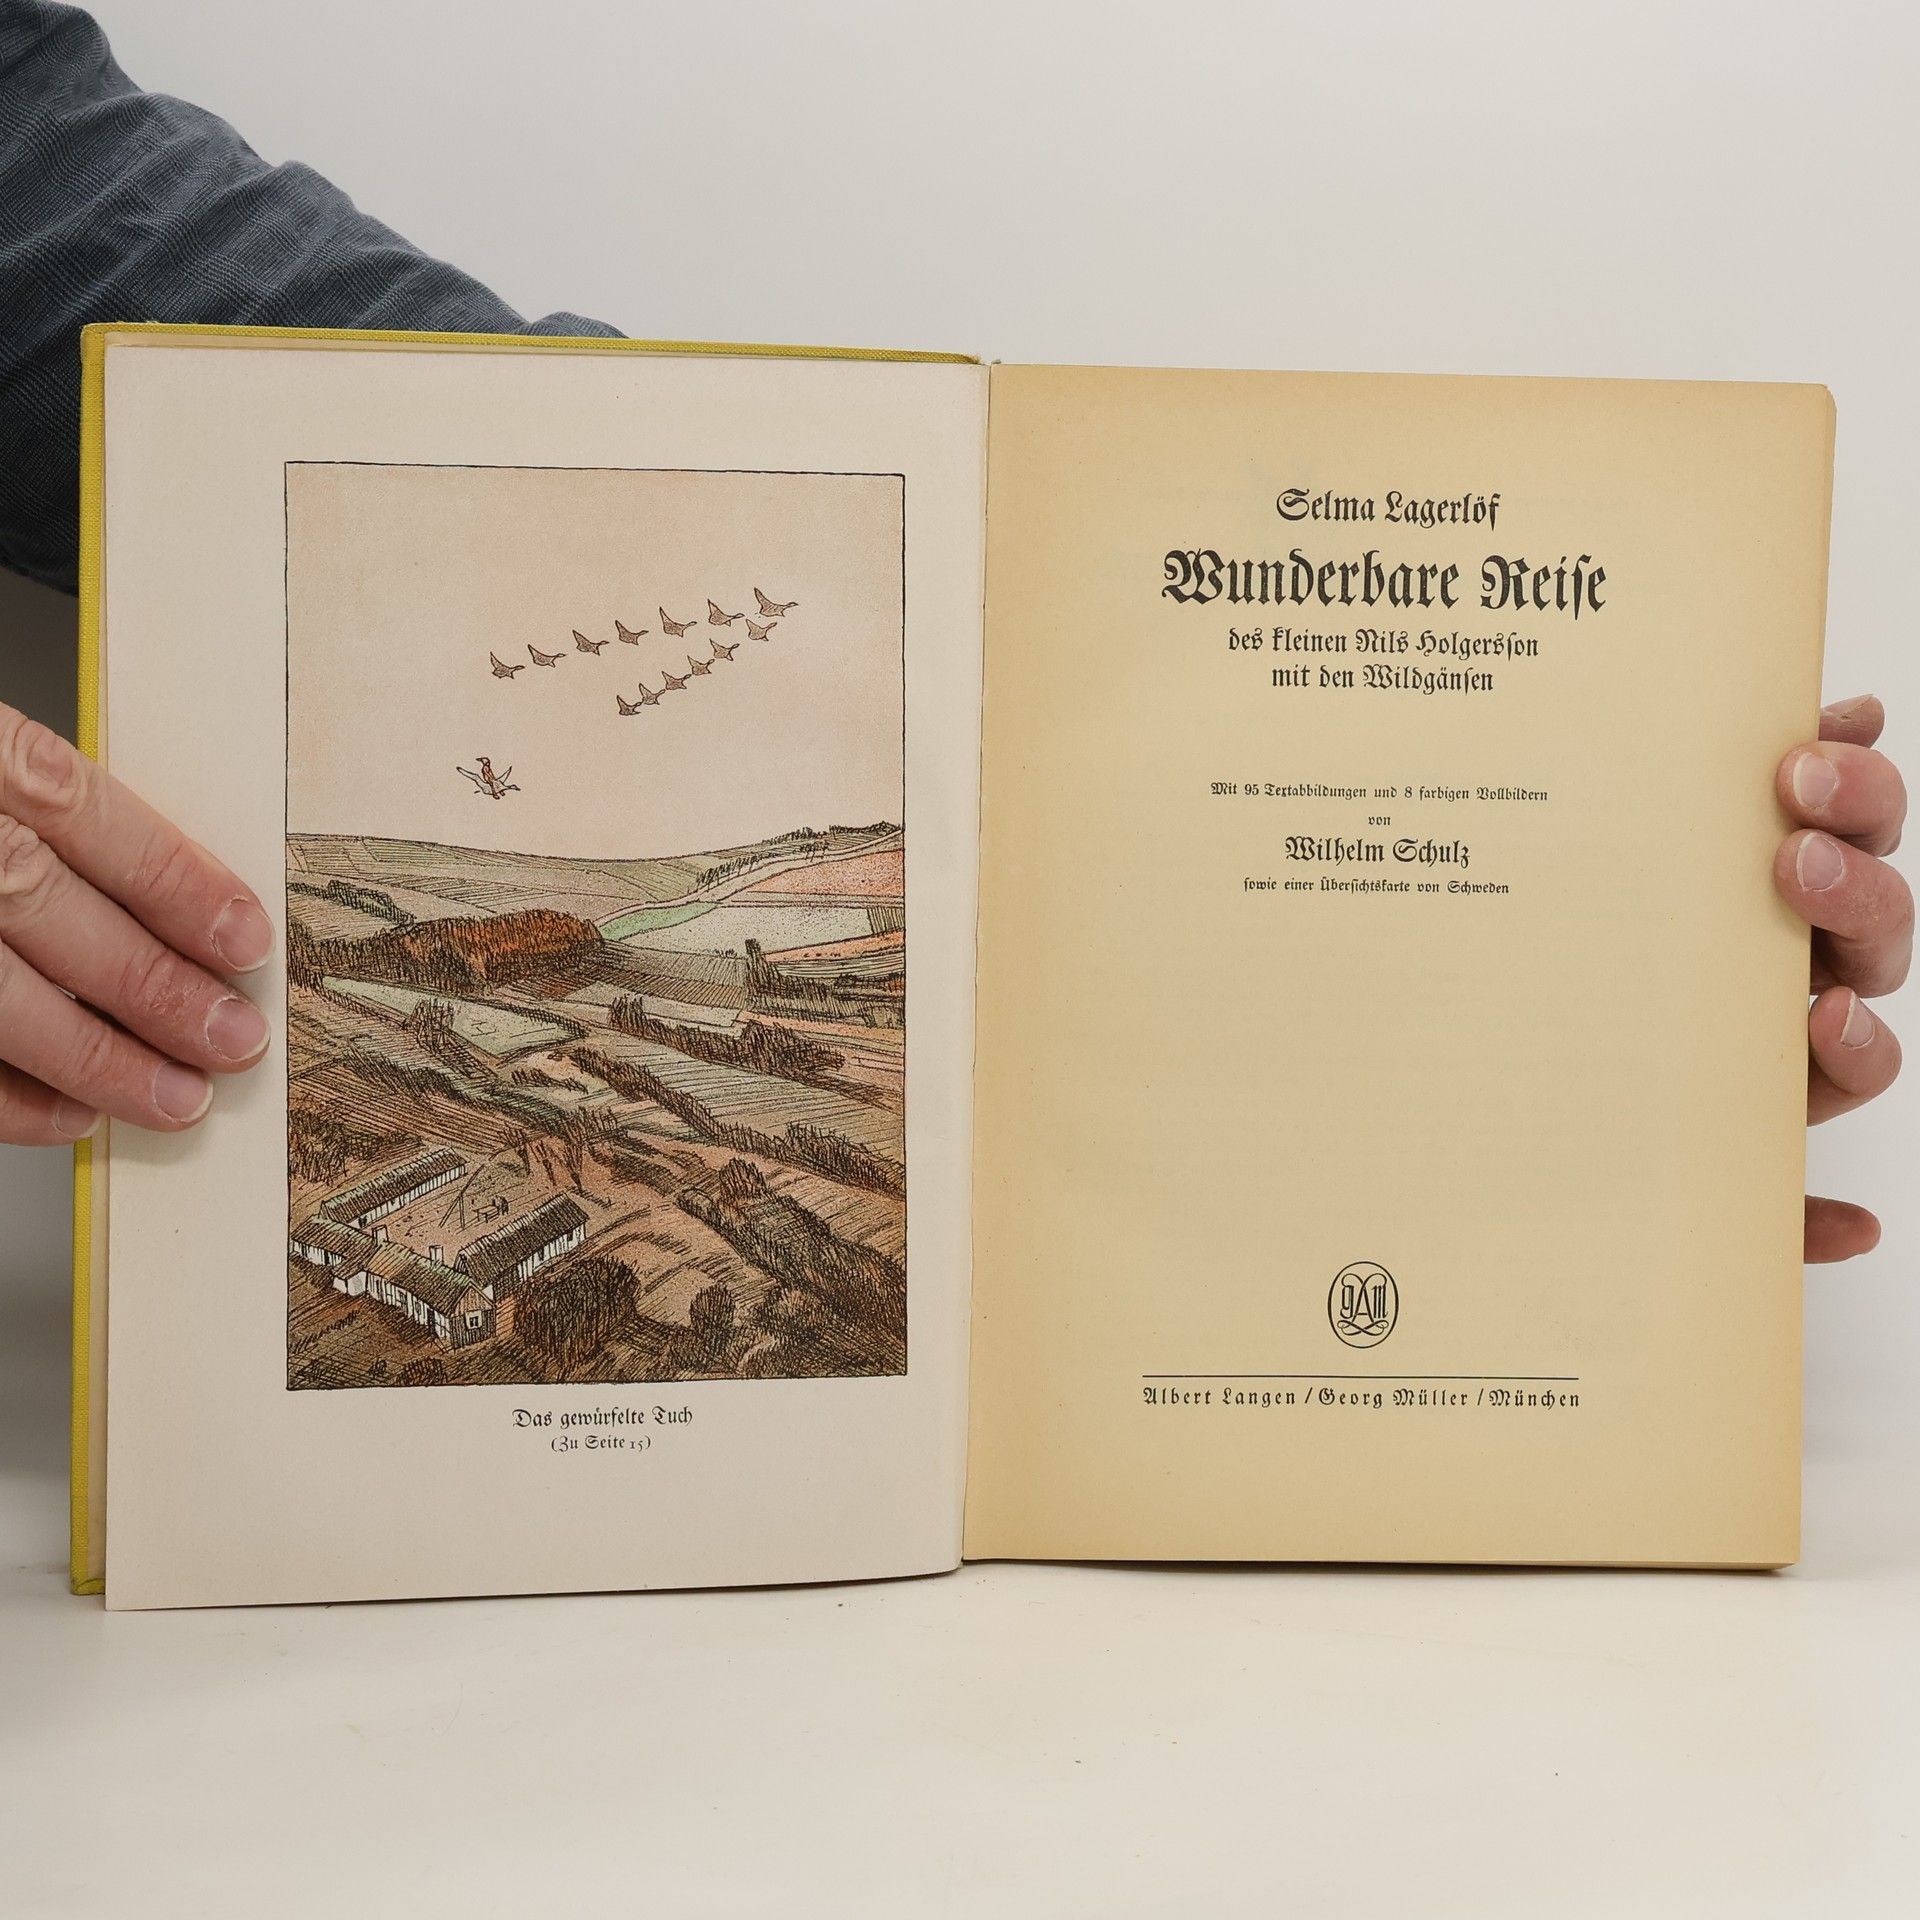 Das gewürfelte Tuch
(Zu Seite 15)
Selma Lagerlöf
Wunderbare Reiſe
des kleinen Nils Holgersſon
mit den Wildgänſen
Mit 95 Textabbildungen und 8 farbigen Vollbildern
von
Wilhelm Schulz
ſowie einer Überſichtskarte von Schweden
gAm
Albert Langen / Georg Müller / München